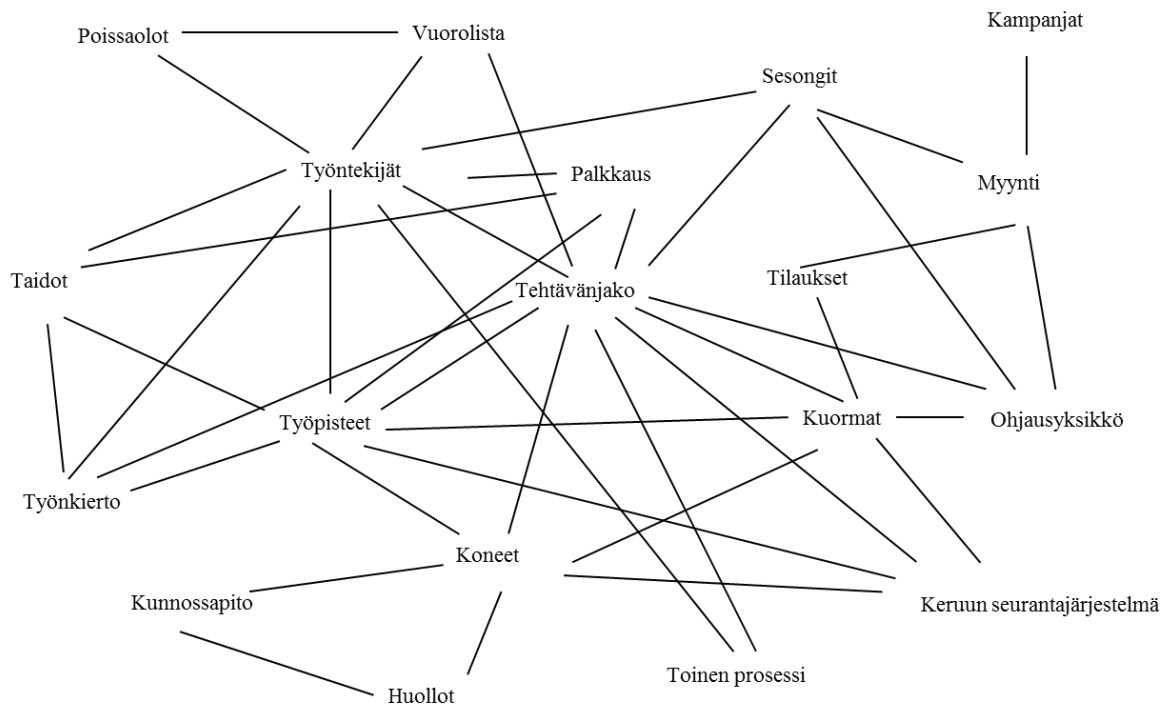 Kampanjat
Poissaolot
Vuorolista
Sesongit
Työntekijät
Palkkaus
Myynti
Taidot
Tehtävänjako
Tilaukset
Työpisteet
Kuormat
Ohjausyksikkö
Työnkierto
Koneet
Kunnossapito
Keruun seurantajärjestelmä
Toinen prosessi
Huollot